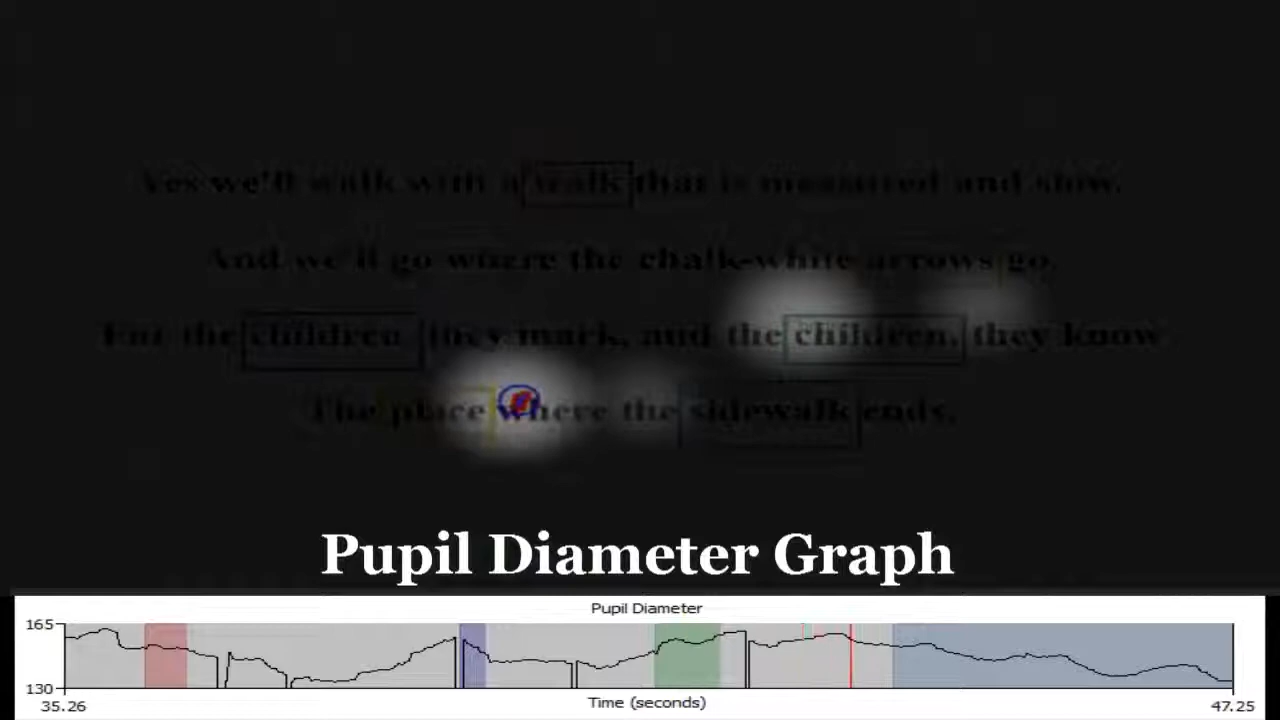 Yes we'll walk with a walk that is measured and slow,
And we'll go where the chalk-white arrows go,
For the children, they mark, and the children, they know
The place where the sidewalk ends.
Pupil Diameter Graph
Pupil Diameter
165
130
35.26
Time (seconds)
47.25